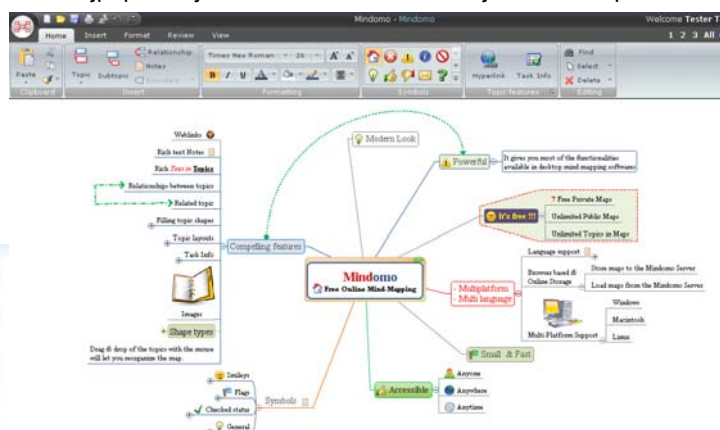 Mindomo - Mindomo
Welcome Tester T
Home Insert Format Review View
1 2 3 All
Paste
Clipboard
Topic Subtopic
Relationship
Notes
Boundary
Insert
Times New Roman 26 A A
B I U A
Formatting
Symbols
Hyperlink Task Info
Topic features
Find
Select
Delete
Editing
Weblinks
Rich text Notes
Rich Text in Topics
Relationships between topics
Related topic
Filling topic shapes
Topic layouts
Task Info
Images
Shape types
Drag & drop of the topics with the mouse
will let you reorganize the map.
Compelling features
Modern Look
Powerful
It gives you most of the functionalities
available in desktop mind mapping software
It's free !!!
? Free Private Maps
Unlimited Public Maps
Unlimited Topics in Maps
Mindomo
Free Online Mind-Mapping
- Multiplatform
- Multi language
Language support
Browser based &
Online Storage
Store maps to the Mindomo Server
Load maps from the Mindomo Server
Multi Platform Support
Windows
Macintosh
Linux
Small & Fast
Accessible
Anyone
Anywhere
Anytime
Symbols
Smileys
Flags
Checked status
General